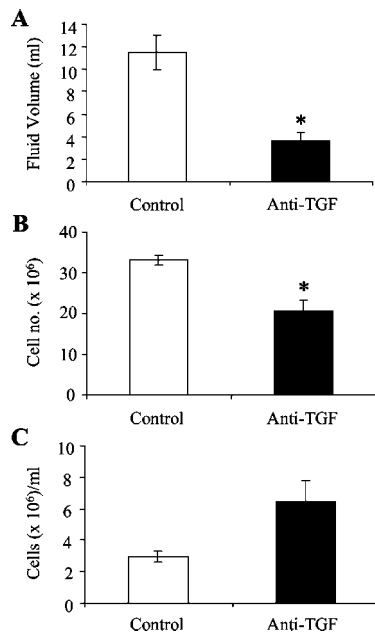 A
Fluid Volume (ml)
14
12
10
8
6
4
2
0
*
Control Anti-TGF
B
Cell no. (x 10⁶)
40
30
20
10
0
*
Control Anti-TGF
C
Cells (x 10⁶)/ml
10
8
6
4
2
0
Control Anti-TGF